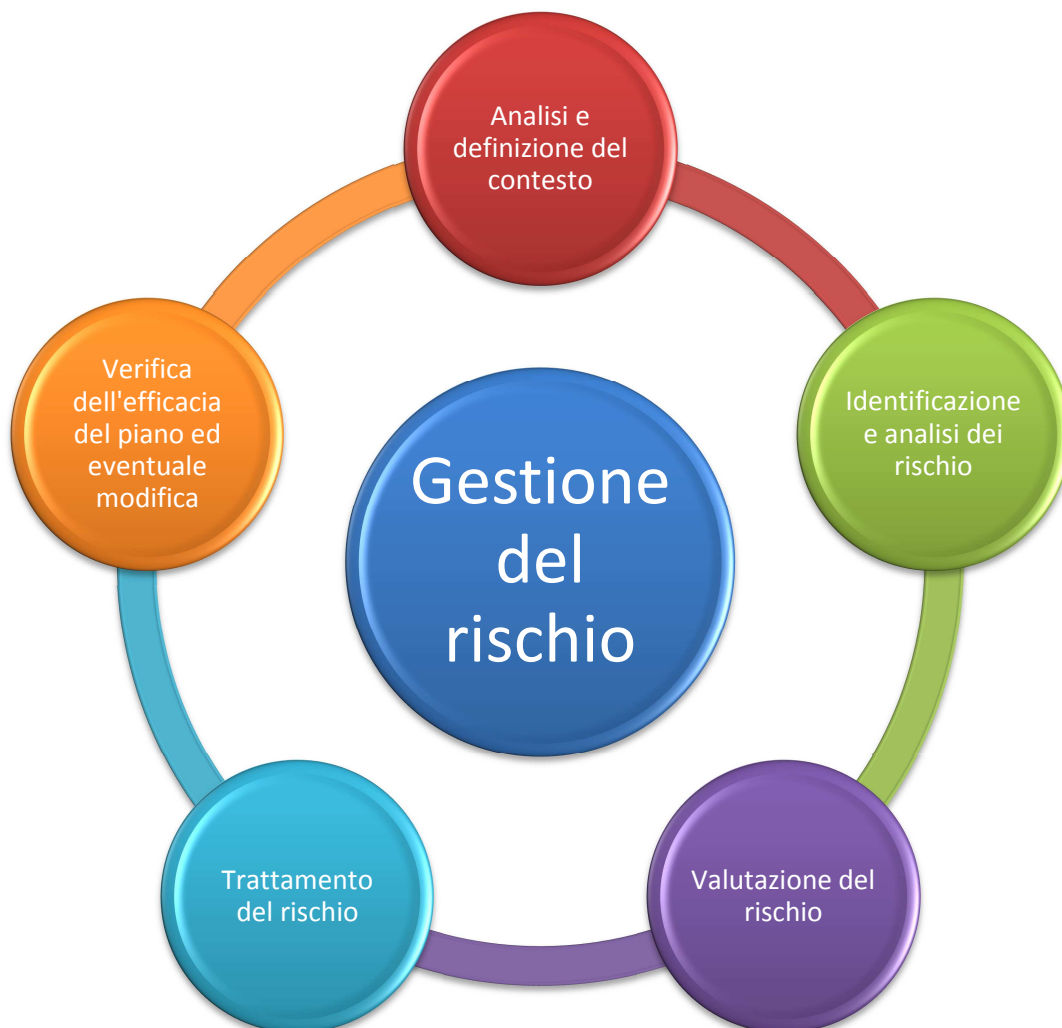 Analisi e
definizione del
contesto
Identificazione
e analisi dei
rischio
Valutazione del
rischio
Trattamento
del rischio
Verifica
dell'efficacia
del piano ed
eventuale
modifica
Gestione
del
rischio